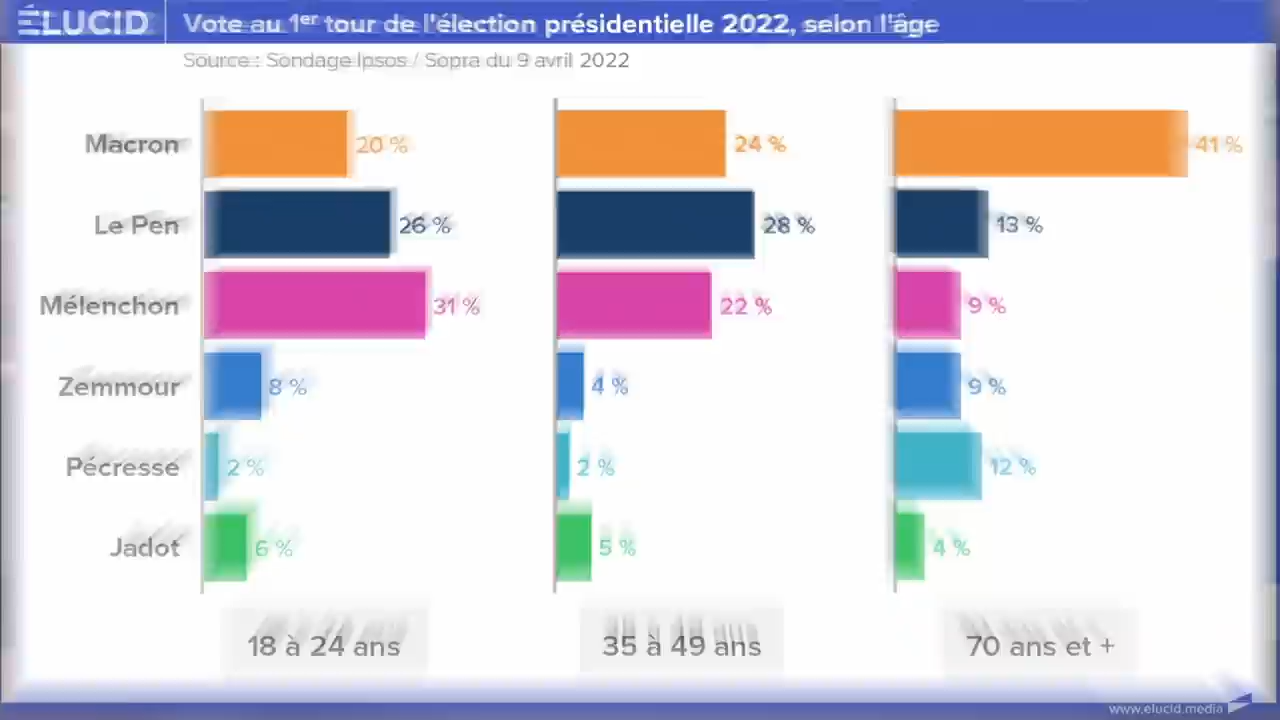 ÉLUCID
Vote au 1er tour de l'élection présidentielle 2022, selon l'âge
Source : Sondage Ipsos / Sopra du 9 avril 2022
Macron 20 % 24 % 41 %
Le Pen 26 % 28 % 13 %
Mélenchon 31 % 22 % 9 %
Zemmour 8 % 4 % 9 %
Pécresse 2 % 2 % 12 %
Jadot 6 % 5 % 4 %
18 à 24 ans 35 à 49 ans 70 ans et +
www.elucid.media